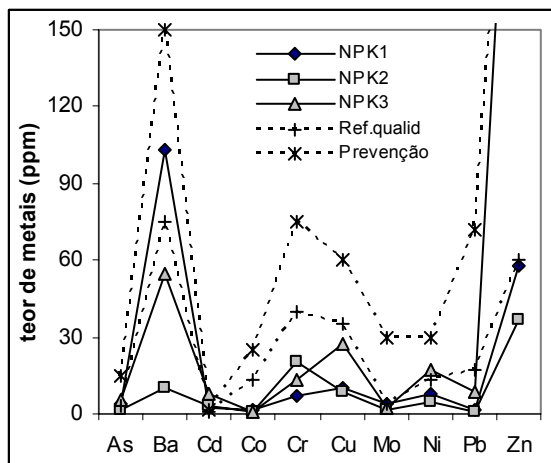 teor de metais (ppm)
150
120
90
60
30
0
NPK1
NPK2
NPK3
Ref.qualid
Prevenção
As Ba Cd Co Cr Cu Mo Ni Pb Zn